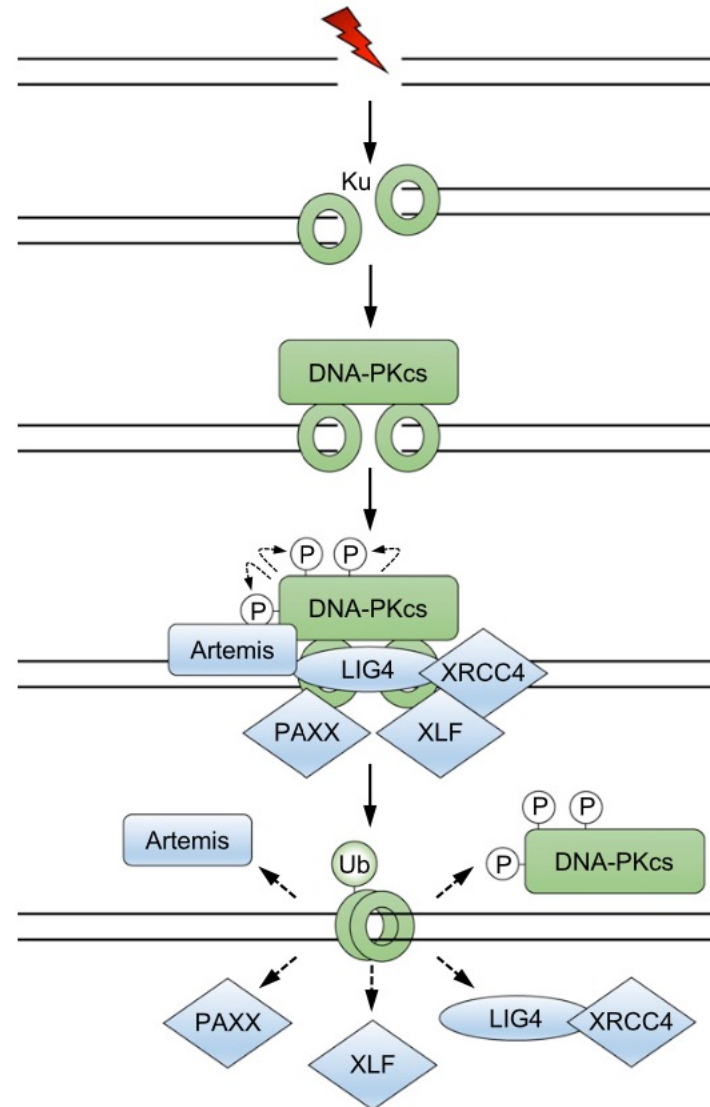 Ku
DNA-PKcs
P
P
P
DNA-PKcs
Artemis
LIG4
XRCC4
PAXX
XLF
P
P
Artemis
Ub
P
DNA-PKcs
PAXX
LIG4
XRCC4
XLF